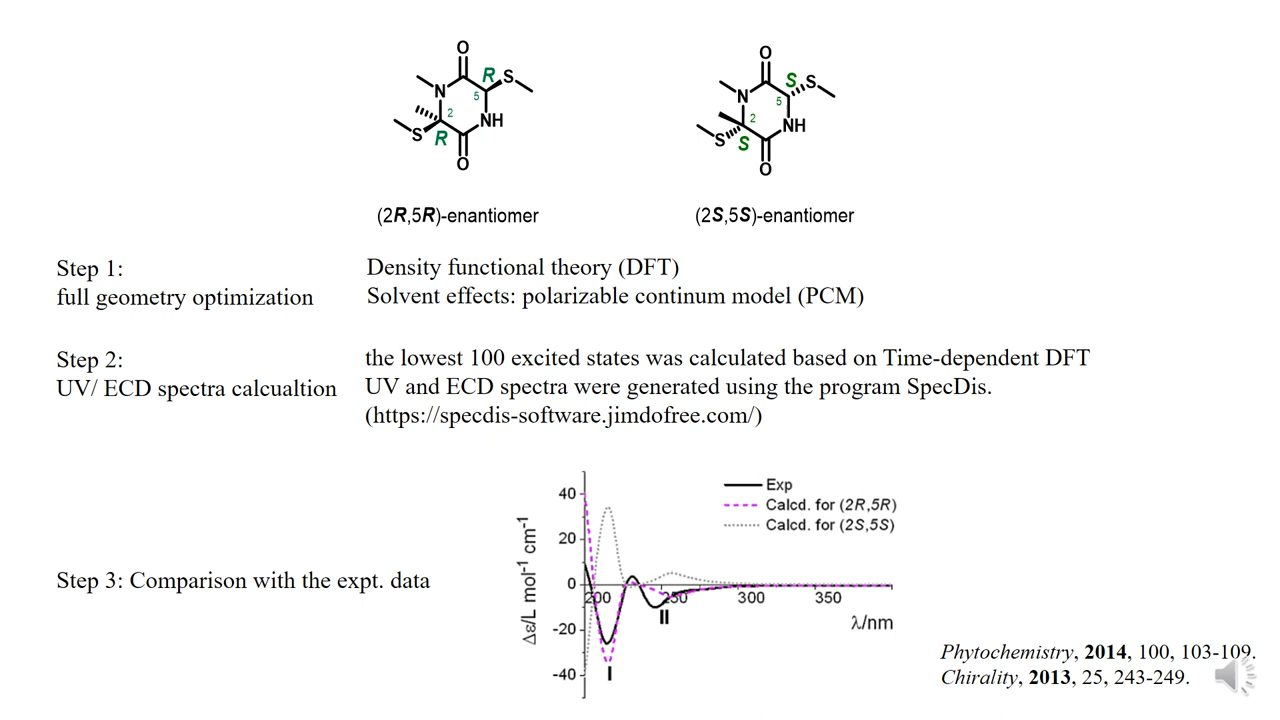 O
R
S
N
5
2
NH
S
R
O
O
S
S
N
5
2
NH
S
S
O
(2R,5R)-enantiomer
(2S,5S)-enantiomer
Step 1:
full geometry optimization
Density functional theory (DFT)
Solvent effects: polarizable continum model (PCM)
Step 2:
UV/ ECD spectra calcualtion
the lowest 100 excited states was calculated based on Time-dependent DFT
UV and ECD spectra were generated using the program SpecDis.
(https://specdis-software.jimdofree.com/)
Step 3: Comparison with the expt. data
Δε/L mol⁻¹ cm⁻¹
40
20
0
-20
-40
Exp
Calcd. for (2R,5R)
Calcd. for (2S,5S)
200
250
300
350
λ/nm
I
II
Phytochemistry, 2014, 100, 103-109.
Chirality, 2013, 25, 243-249.